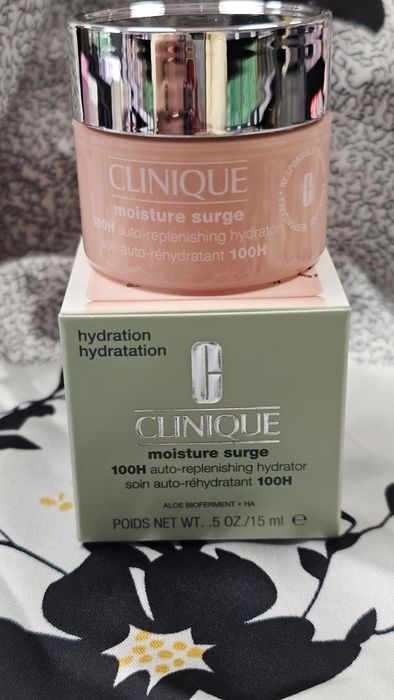 CLINIQUE
moisture surge
100H auto-replenishing hydrator
soin auto-réhydratant 100H
RESPONSIBLE
hydration
hydratation
CLINIQUE
moisture surge
100H auto-replenishing hydrator
soin auto-réhydratant 100H
ALOE BIOFERMENT + HA
POIDS NET WT. .5 OZ./15 ml ℮